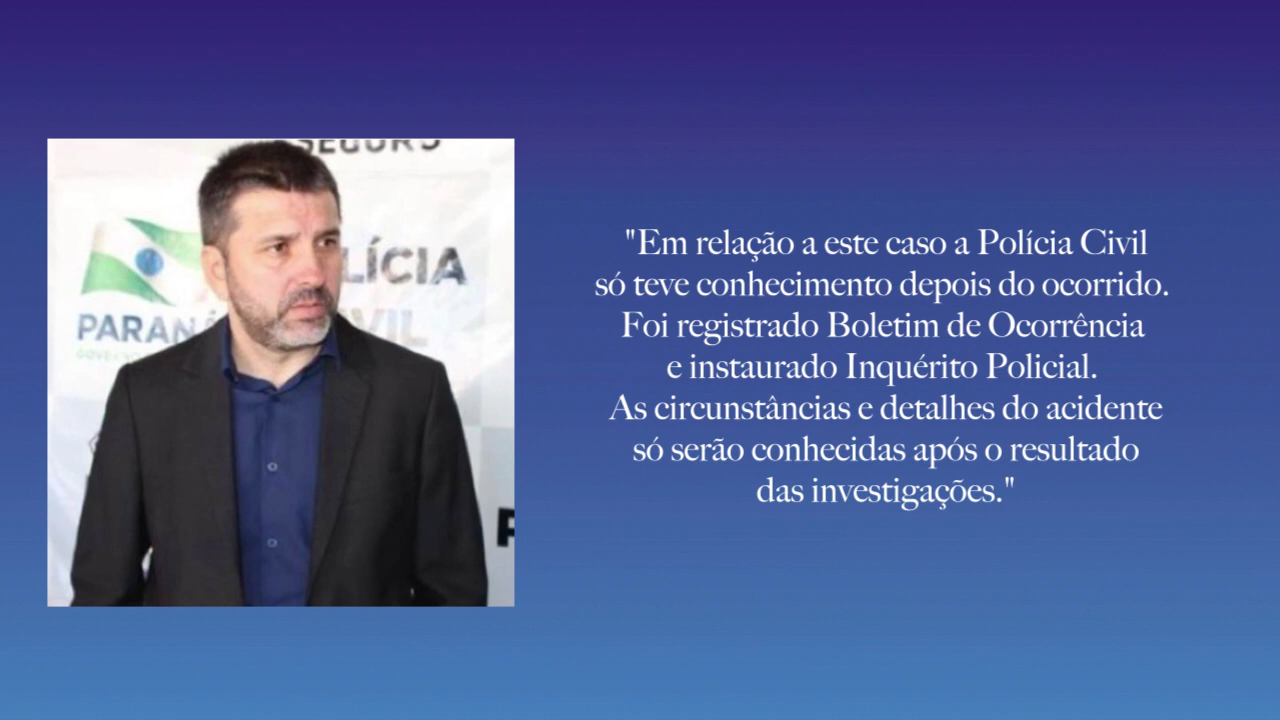 SEGURO
POLÍCIA
PARANÁ CIVIL
"Em relação a este caso a Polícia Civil
só teve conhecimento depois do ocorrido.
Foi registrado Boletim de Ocorrência
e instaurado Inquérito Policial.
As circunstâncias e detalhes do acidente
só serão conhecidas após o resultado
das investigações."